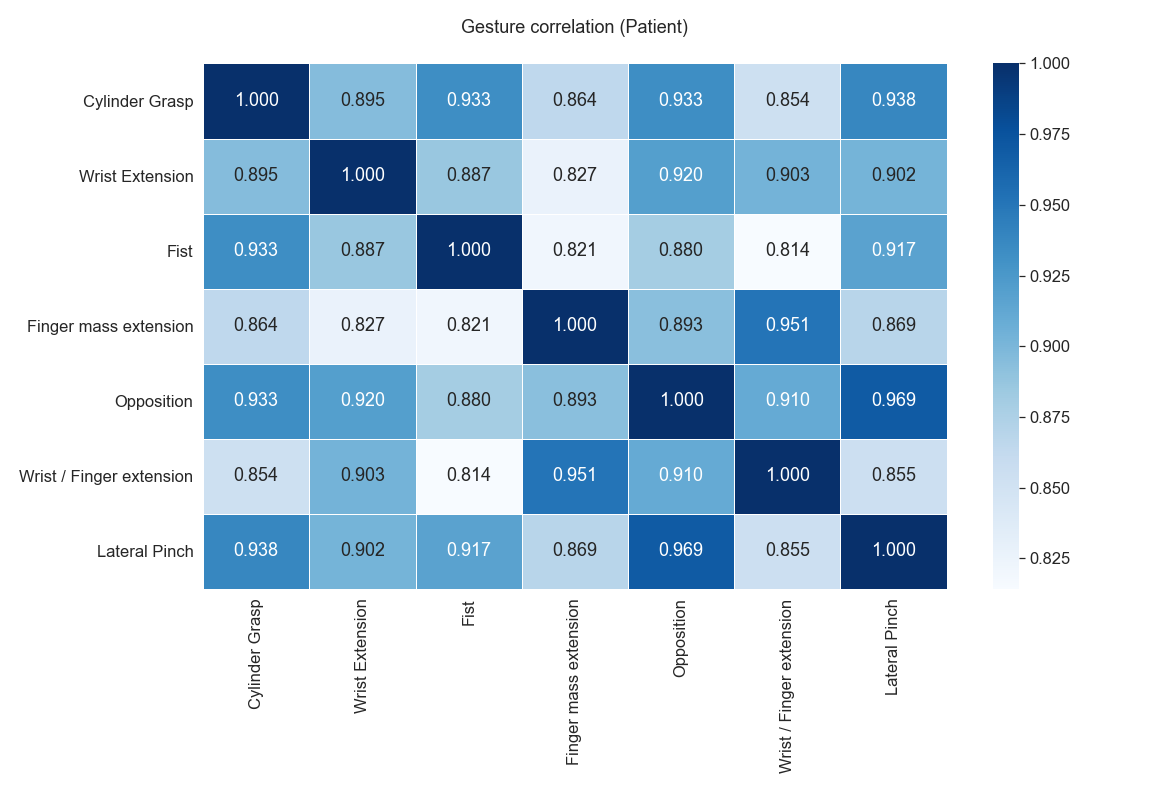 Gesture correlation (Patient)
Cylinder Grasp 1.000 0.895 0.933 0.864 0.933 0.854 0.938
Wrist Extension 0.895 1.000 0.887 0.827 0.920 0.903 0.902
Fist 0.933 0.887 1.000 0.821 0.880 0.814 0.917
Finger mass extension 0.864 0.827 0.821 1.000 0.893 0.951 0.869
Opposition 0.933 0.920 0.880 0.893 1.000 0.910 0.969
Wrist / Finger extension 0.854 0.903 0.814 0.951 0.910 1.000 0.855
Lateral Pinch 0.938 0.902 0.917 0.869 0.969 0.855 1.000
Cylinder Grasp
Wrist Extension
Fist
Finger mass extension
Opposition
Wrist / Finger extension
Lateral Pinch
1.000
0.975
0.950
0.925
0.900
0.875
0.850
0.825